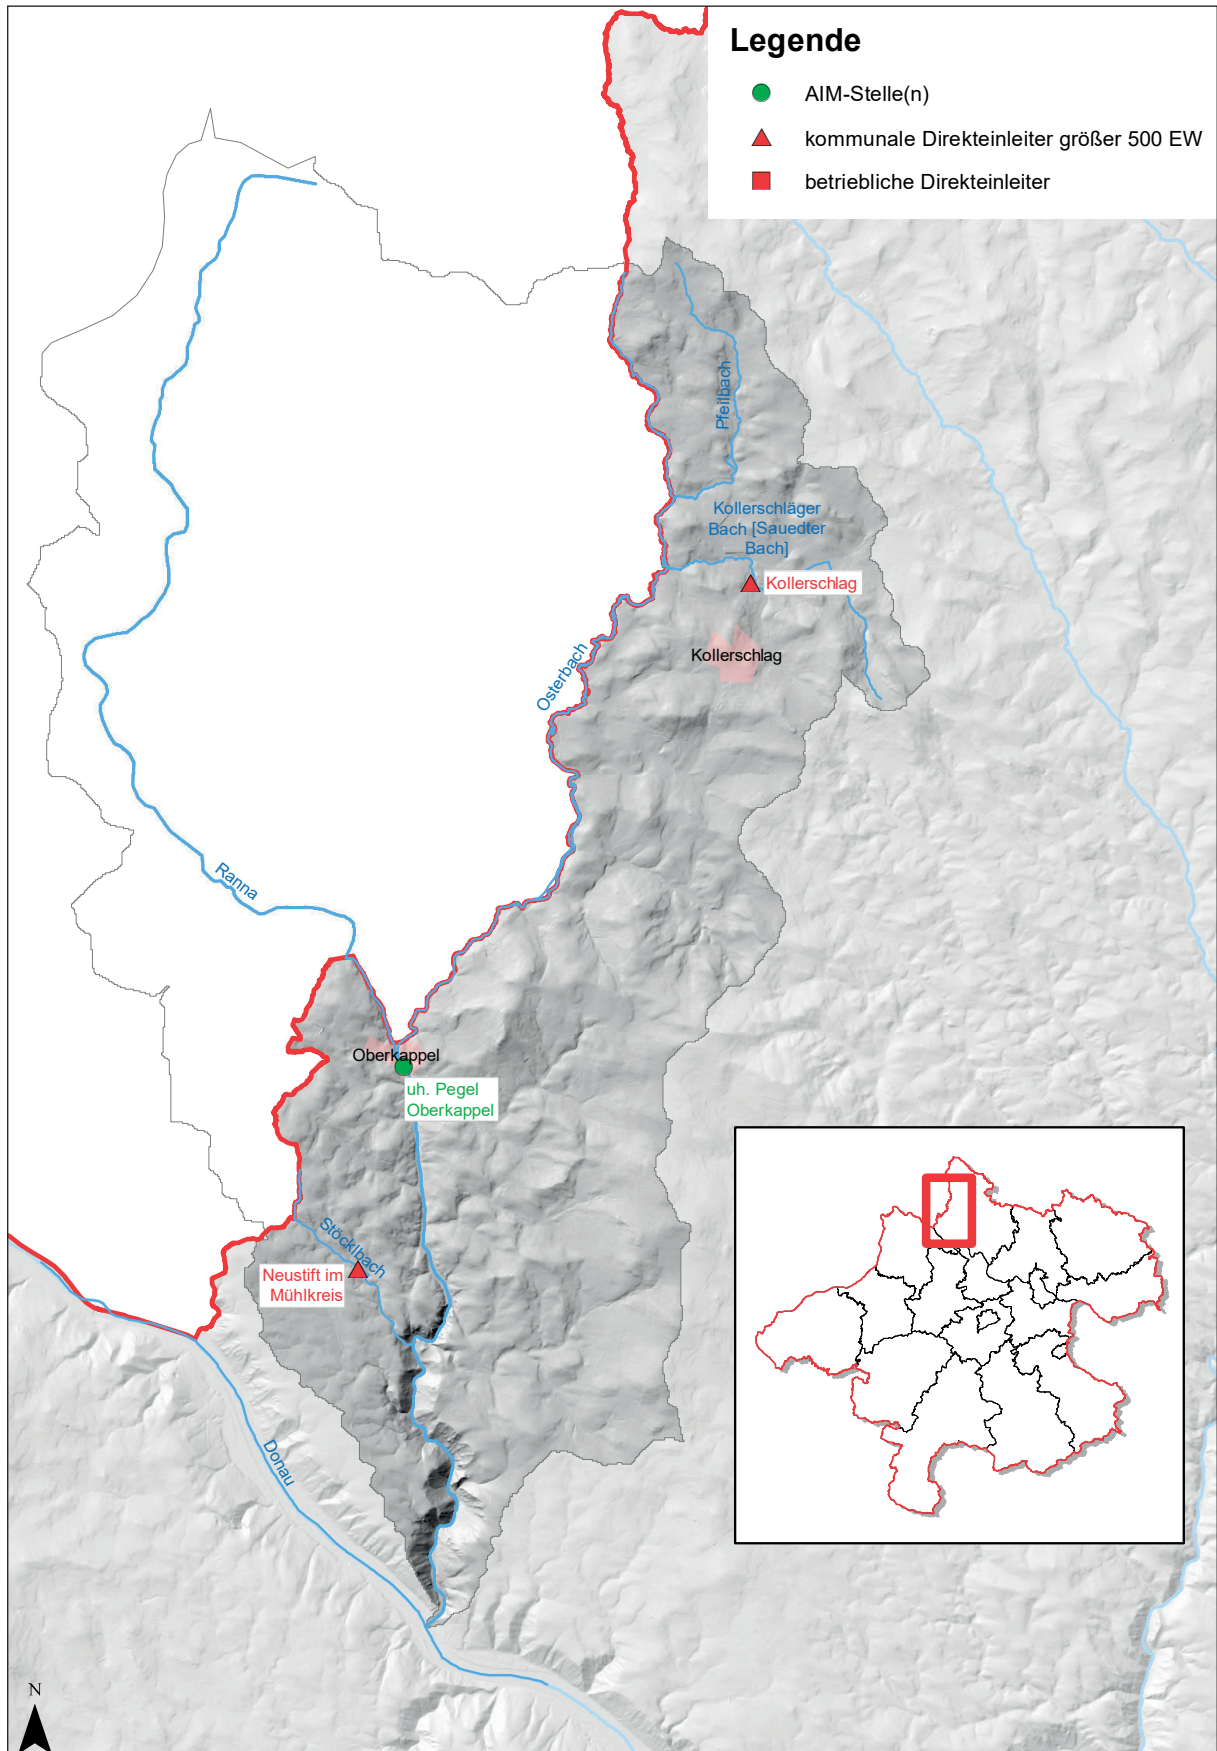 Legende
AIM-Stelle(n)
kommunale Direkteinleiter größer 500 EW
betriebliche Direkteinleiter
Pfeilbach
Kollerschläger
Bach [Sauedter
Bach]
Kollerschlag
Kollerschlag
Osterbach
Ranna
Oberkappel
uh. Pegel
Oberkappel
Stöcklbach
Neustift im
Mühlkreis
Donau
N